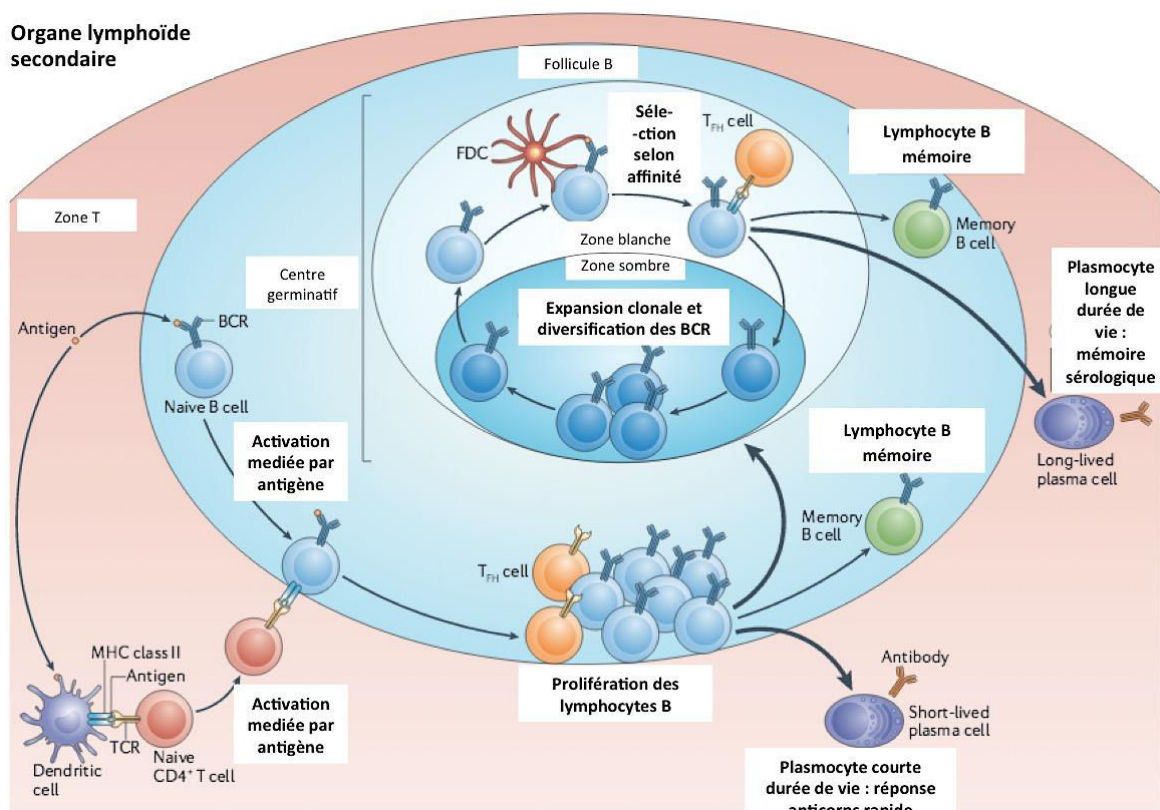 Organe lymphoïde
secondaire
Follicule B
Séle-
-ction
selon
affinité
T_FH cell
FDC
Lymphocyte B
mémoire
Zone T
Memory
B cell
Zone blanche
Zone sombre
Centre
germinatif
Plasmocyte
longue
durée de
vie :
mémoire
sérologique
Expansion clonale et
diversification des BCR
Antigen
BCR
Naive B cell
Long-lived
plasma cell
Activation
mediée par
antigène
Lymphocyte B
mémoire
Memory
B cell
T_FH cell
MHC class II
Antigen
TCR
Naive
CD4⁺ T cell
Dendritic
cell
Activation
mediée par
antigène
Prolifération des
lymphocytes B
Antibody
Short-lived
plasma cell
Plasmocyte courte
durée de vie : réponse
anticorps rapide